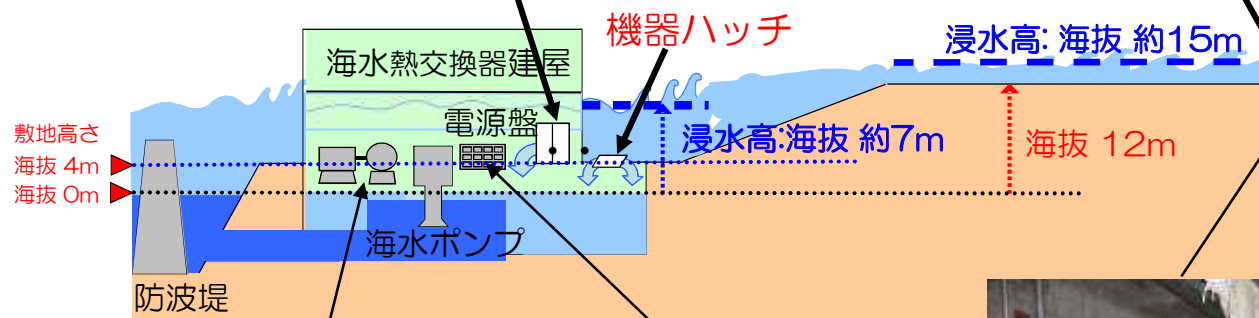 機器ハッチ
浸水高: 海抜 約15m
海水熱交換器建屋
電源盤
浸水高:海抜 約7m
海抜 12m
敷地高さ
海抜 4m
海抜 0m
海水ポンプ
防波堤